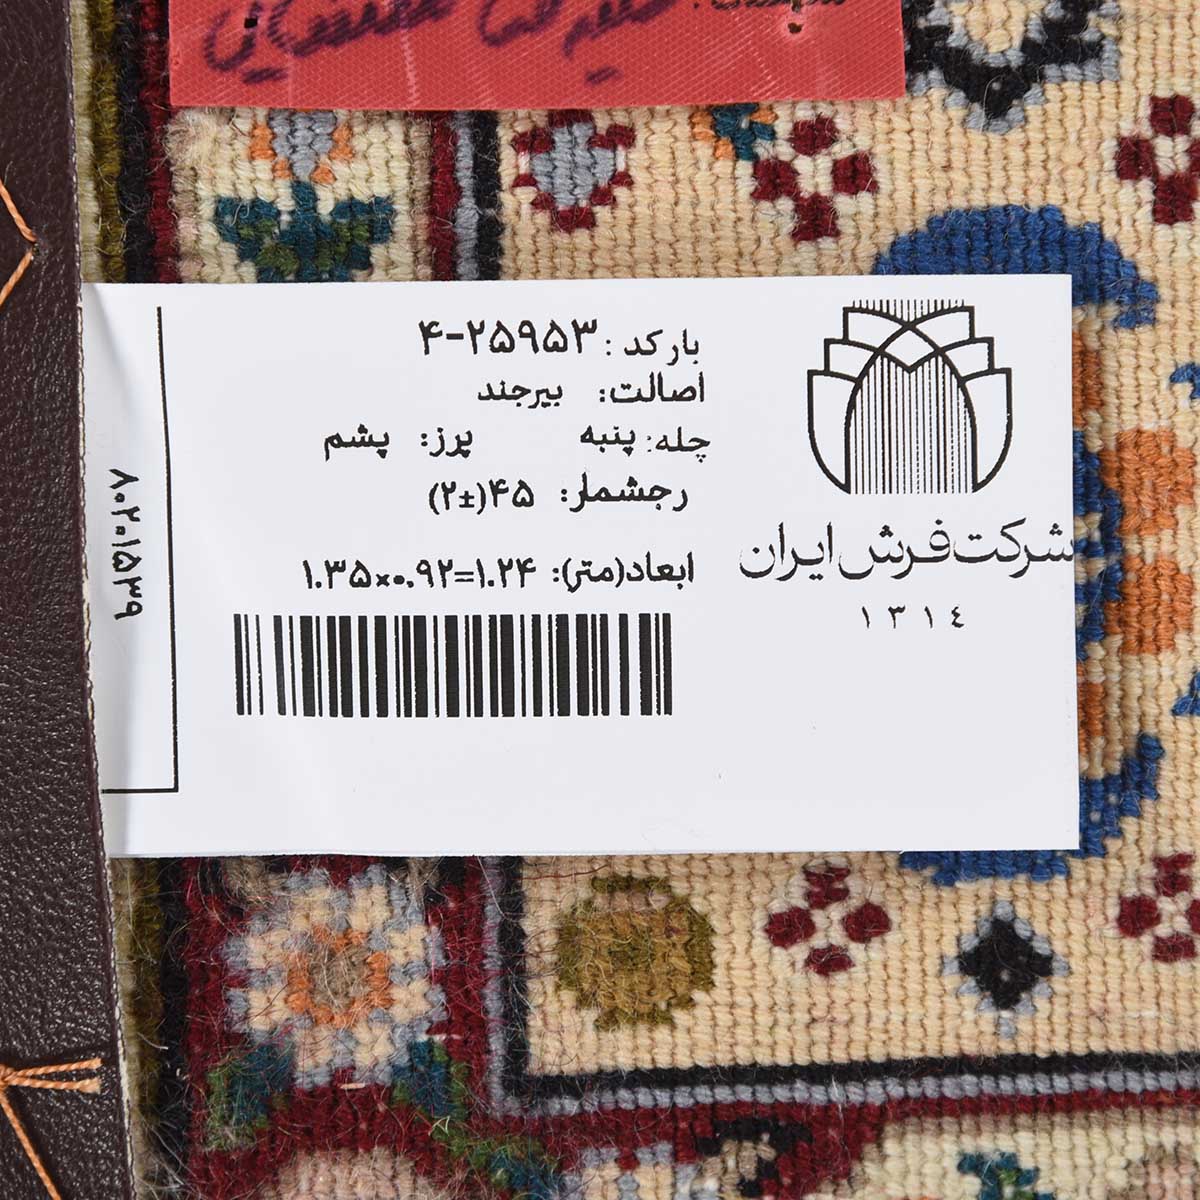 بارکد: ۴-۲۵۹۵۳
اصالت: بیرجند
چله: پنبه پرز: پشم
رجشمار: ۴۵(±۲)
ابعاد(متر): ۱.۳۵×۰.۹۲=۱.۲۴
شرکت فرش ایران
۱۳۱٤
۸۰۲۰۱۵۳۹